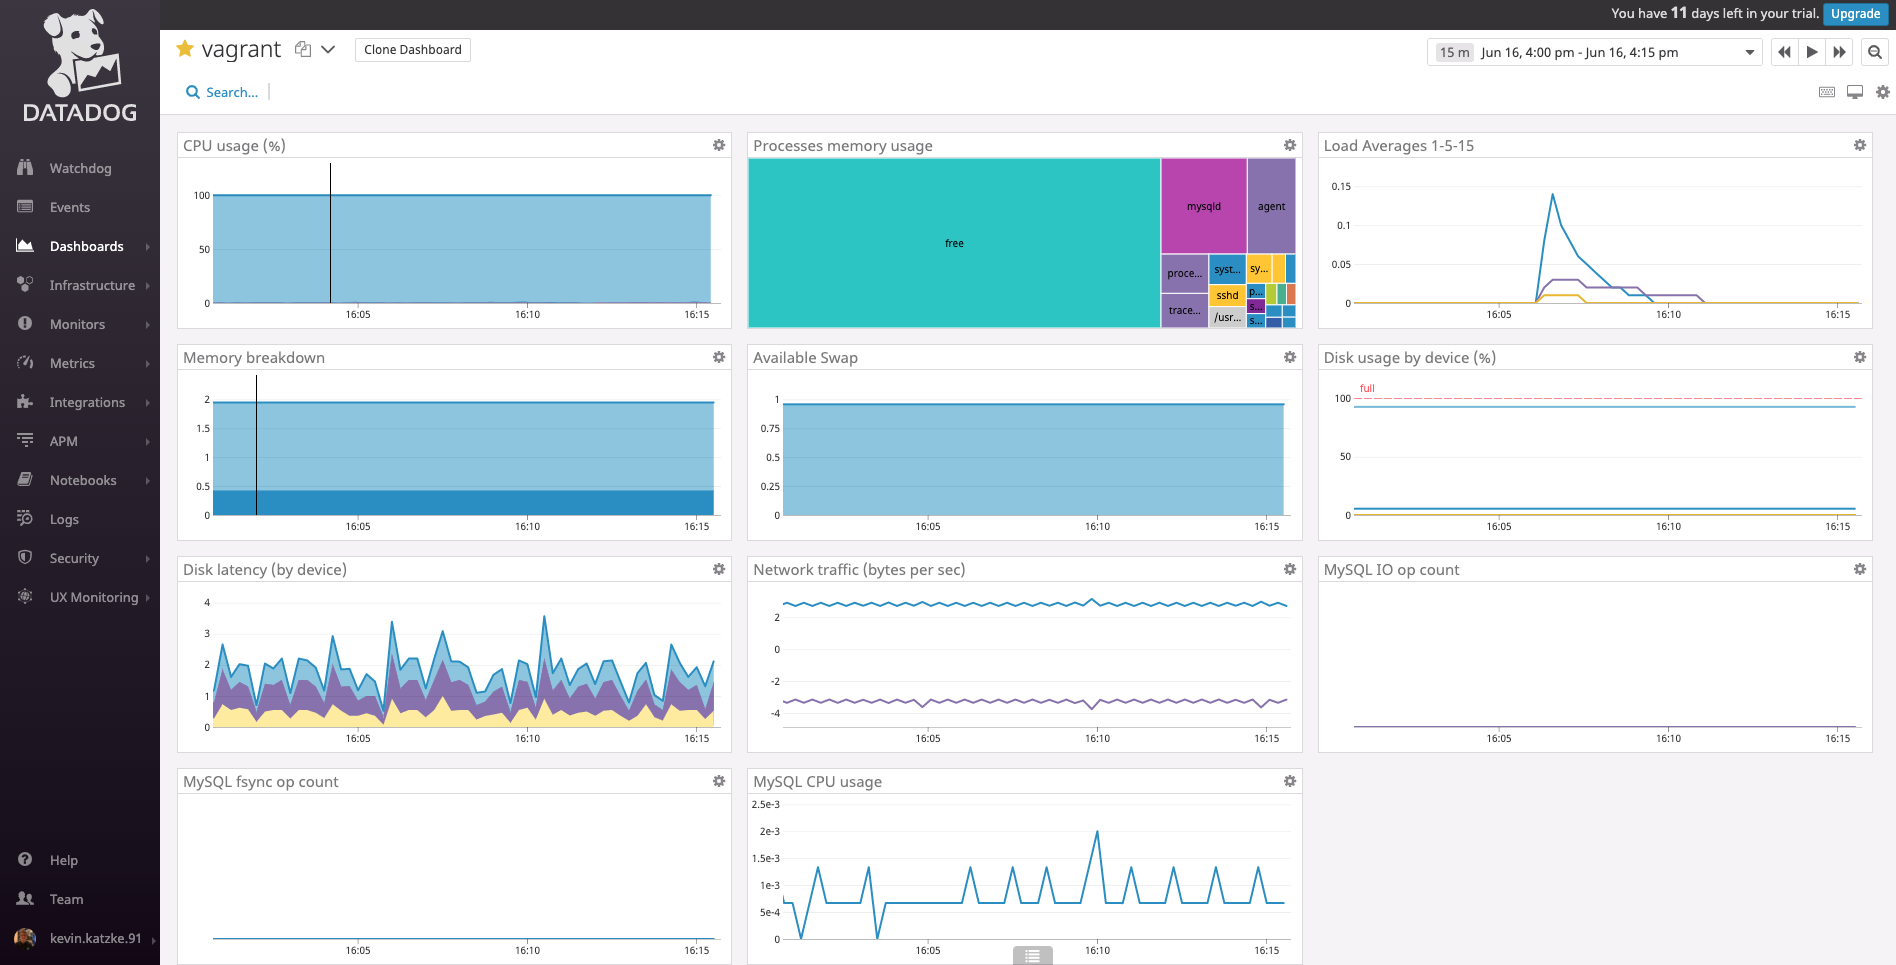 You have 11 days left in your trial. Upgrade
DATADOG
Watchdog
Events
Dashboards
Infrastructure
Monitors
Metrics
Integrations
APM
Notebooks
Logs
Security
UX Monitoring
Help
Team
kevin.katzke.91
vagrant Clone Dashboard
15 m Jun 16, 4:00 pm - Jun 16, 4:15 pm
Search...
CPU usage (%)
100
50
0
16:05 16:10 16:15
Processes memory usage
free
mysqld
agent
proce...
syst...
sy...
sshd
p...
s...
trace...
/usr...
s...
Load Averages 1-5-15
0.15
0.1
0.05
0
16:05 16:10 16:15
Memory breakdown
2
1.5
1
0.5
0
16:05 16:10 16:15
Available Swap
1
0.75
0.5
0.25
0
16:05 16:10 16:15
Disk usage by device (%)
full
100
50
0
16:05 16:10 16:15
Disk latency (by device)
4
3
2
1
0
16:05 16:10 16:15
Network traffic (bytes per sec)
2
0
-2
-4
16:05 16:10 16:15
MySQL IO op count
16:05 16:10 16:15
MySQL fsync op count
16:05 16:10 16:15
MySQL CPU usage
2.5e-3
2e-3
1.5e-3
1e-3
5e-4
0
16:05 16:10 16:15